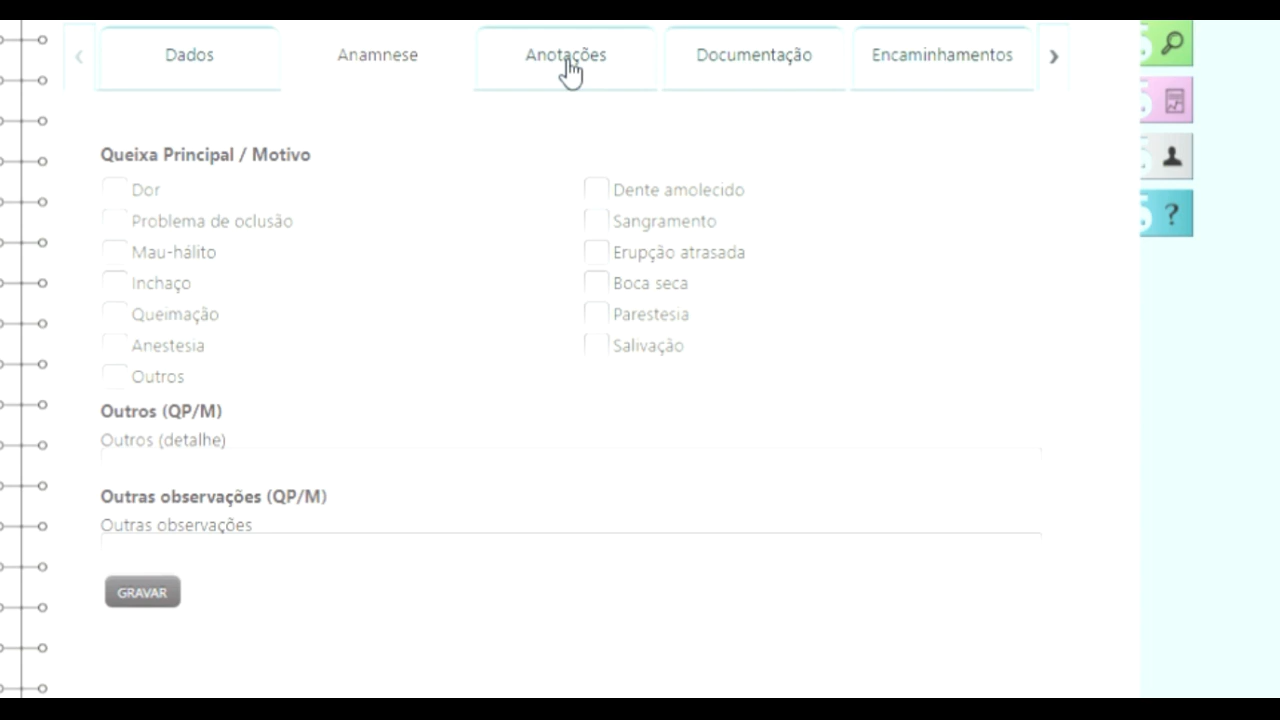 Dados Anamnese Anotações Documentação Encaminhamentos
Queixa Principal / Motivo
Dor Dente amolecido
Problema de oclusão Sangramento
Mau-hálito Erupção atrasada
Inchaço Boca seca
Queimação Parestesia
Anestesia Salivação
Outros
Outros (QP/M)
Outros (detalhe)
Outras observações (QP/M)
Outras observações
GRAVAR
?